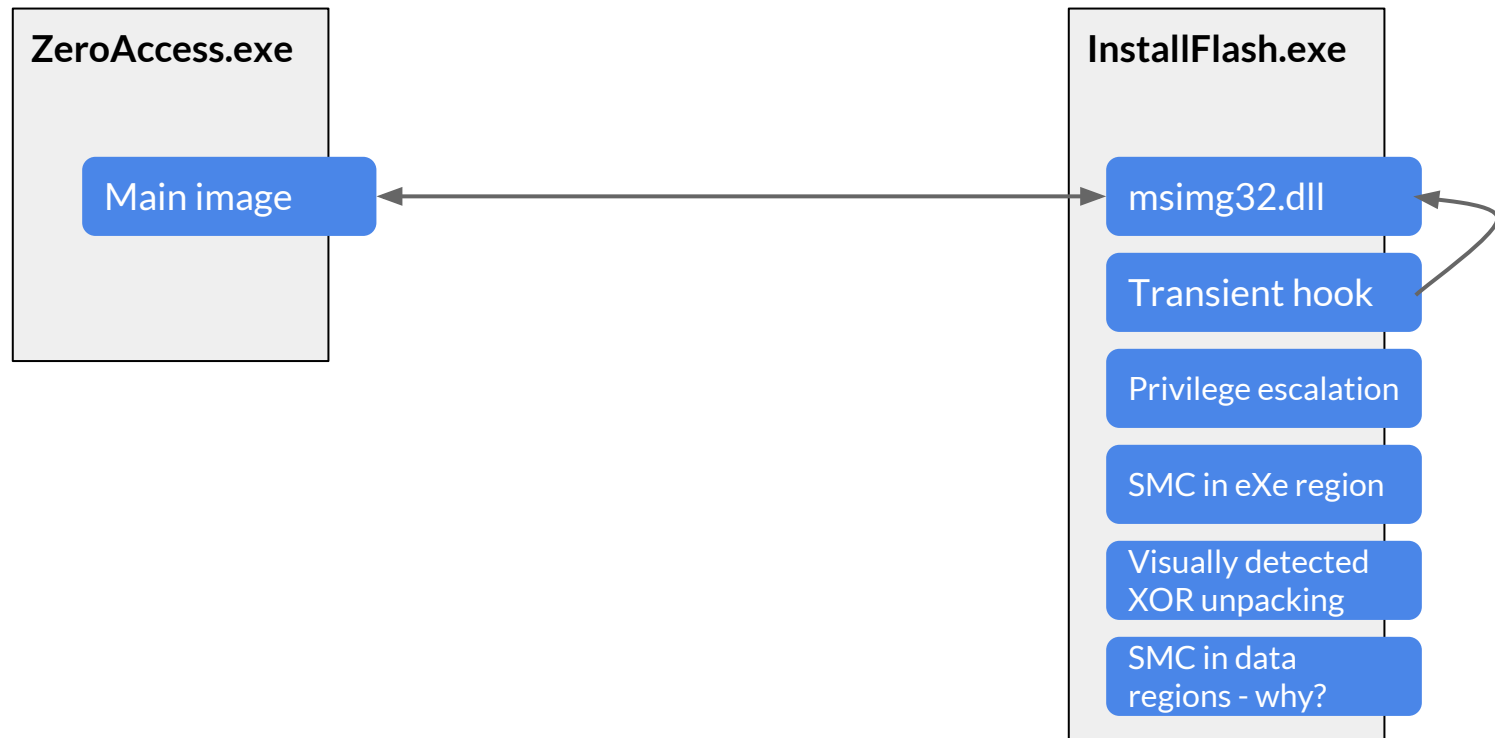 ZeroAccess.exe
Main image
InstallFlash.exe
msimg32.dll
Transient hook
Privilege escalation
SMC in eXe region
Visually detected
XOR unpacking
SMC in data
regions - why?